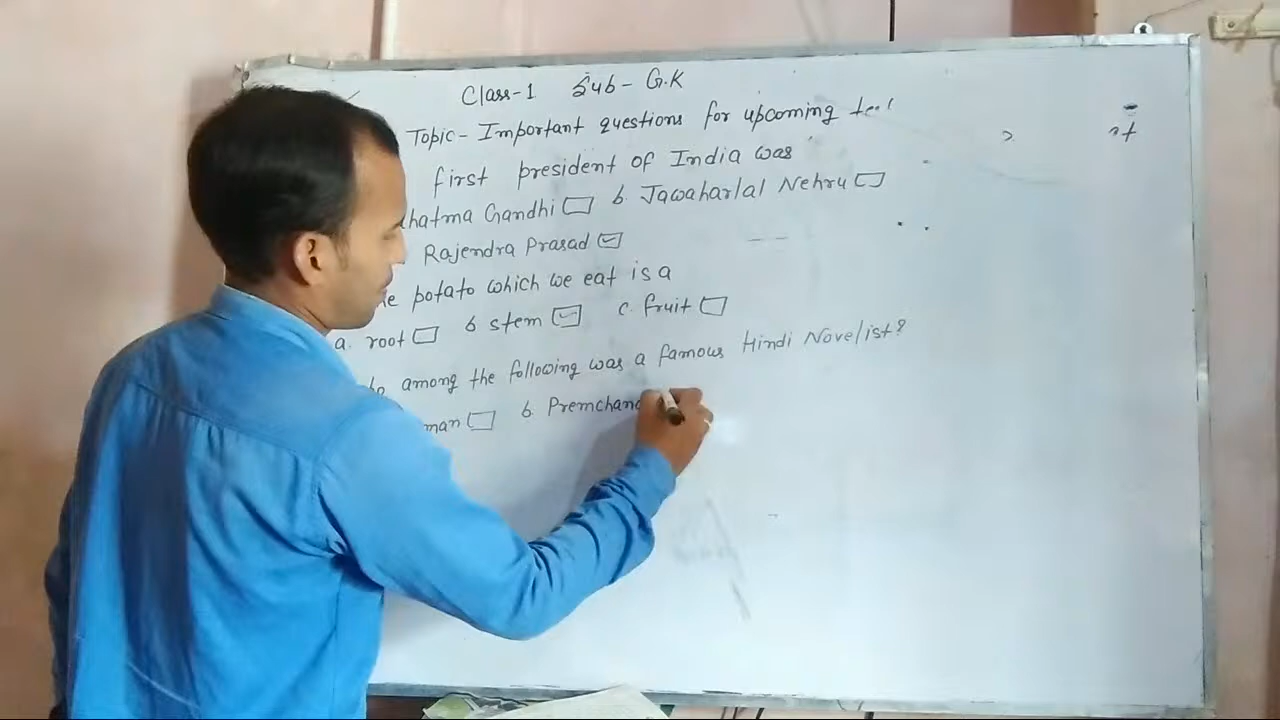 Class-1 Sub- G.K
Topic- Important questions for upcoming
first president of India was
hatma Gandhi b. Jawaharlal Nehru
Rajendra Prasad
potato which we eat is a
a. root b stem c. fruit
among the following was a famous Hindi Novelist?
man b. Premchand